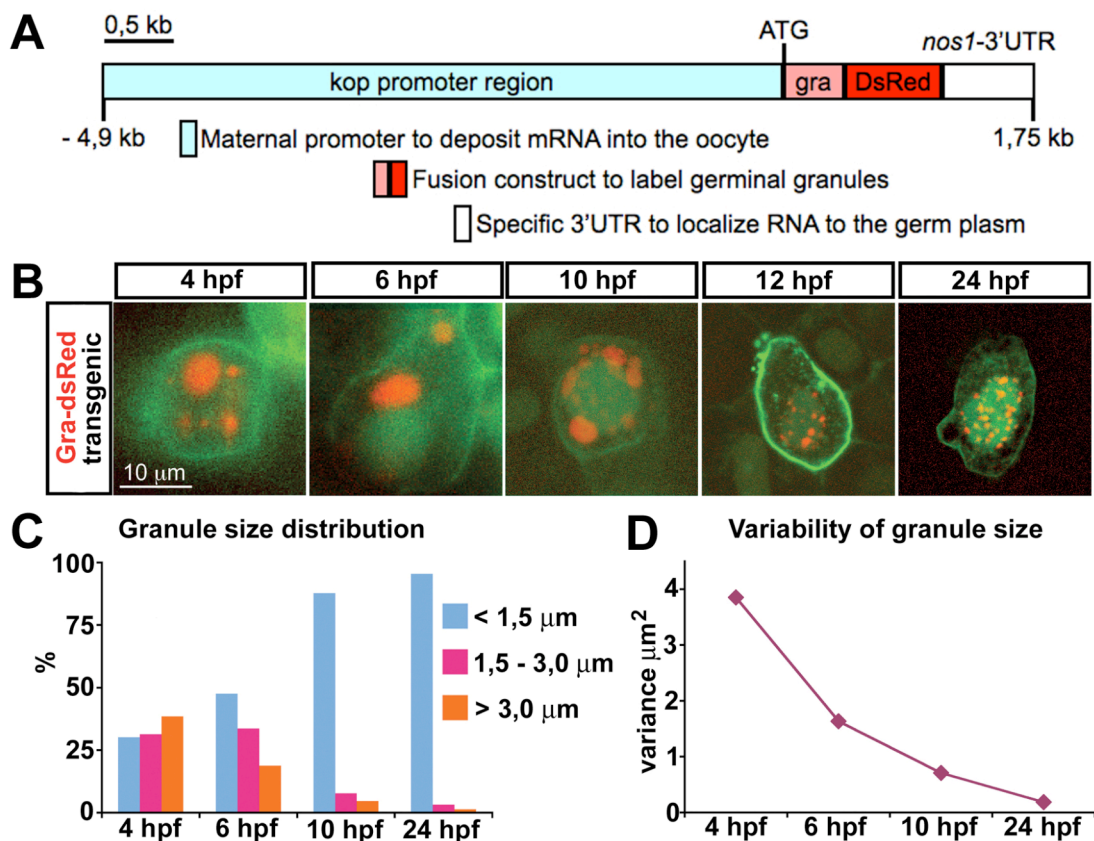 A
0,5 kb
ATG
nos1-3'UTR
kop promoter region
gra
DsRed
- 4,9 kb
1,75 kb
Maternal promoter to deposit mRNA into the oocyte
Fusion construct to label germinal granules
Specific 3'UTR to localize RNA to the germ plasm
B
4 hpf
6 hpf
10 hpf
12 hpf
24 hpf
Gra-dsRed
transgenic
10 μm
C
Granule size distribution
100
75
50
25
0
%
< 1,5 μm
1,5 - 3,0 μm
> 3,0 μm
4 hpf
6 hpf
10 hpf
24 hpf
D
Variability of granule size
4
3
2
1
0
variance μm²
4 hpf
6 hpf
10 hpf
24 hpf